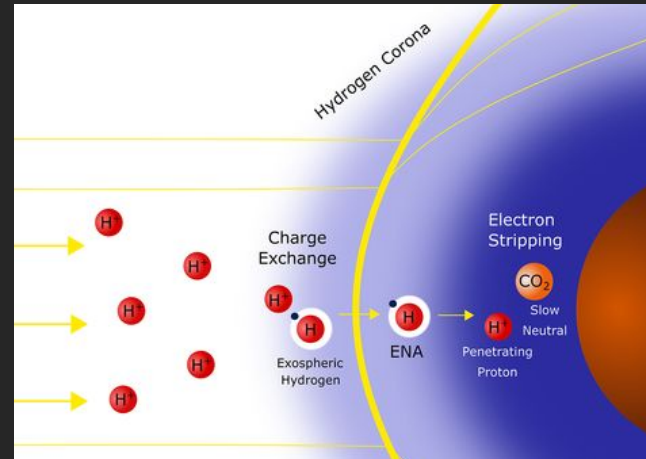 Hydrogen Corona
H⁺
H⁺
H⁺
H⁺
H⁺
Charge
Exchange
H⁺
H
Exospheric
Hydrogen
H
ENA
Electron
Stripping
CO₂
Slow
Neutral
H⁺
Penetrating
Proton